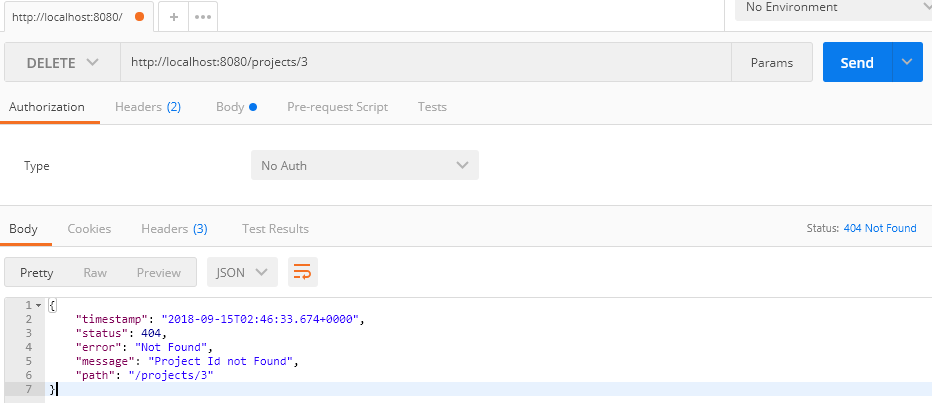 http://localhost:8080/
+
•••
No Environment
DELETE http://localhost:8080/projects/3 Params Send
Authorization Headers (2) Body Pre-request Script Tests
Type No Auth
Body Cookies Headers (3) Test Results Status: 404 Not Found
Pretty Raw Preview JSON
1 {
2 "timestamp": "2018-09-15T02:46:33.674+0000",
3 "status": 404,
4 "error": "Not Found",
5 "message": "Project Id not Found",
6 "path": "/projects/3"
7 }